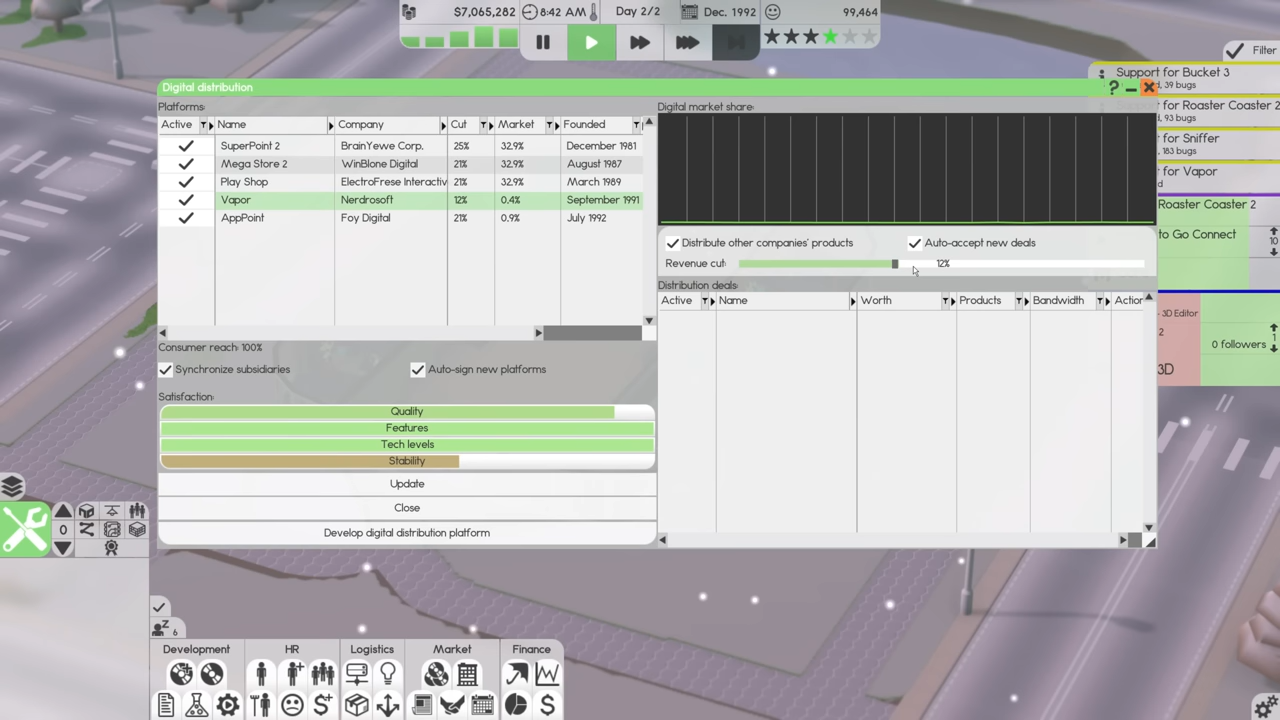 $7,065,282 8:42 AM Day 2/2 Dec. 1992 99,464
Filter
Support for Bucket 3
d, 39 bugs
Support for Roaster Coaster 2
d, 93 bugs
for Sniffer
, 183 bugs
for Vapor
d
Roaster Coaster 2
to Go Connect
10
- 3D Editor
2
0 followers
1
3D
Digital distribution
?
Platforms:
Active Name Company Cut Market Founded
SuperPoint 2 BrainYewe Corp. 25% 32.9% December 1981
Mega Store 2 WinBlone Digital 21% 32.9% August 1987
Play Shop ElectroFrese Interactiv 21% 32.9% March 1989
Vapor Nerdrosoft 12% 0.4% September 1991
AppPoint Foy Digital 21% 0.9% July 1992
Consumer reach: 100%
Synchronize subsidiaries Auto-sign new platforms
Satisfaction:
Quality
Features
Tech levels
Stability
Update
Close
Develop digital distribution platform
Digital market share:
Distribute other companies' products Auto-accept new deals
Revenue cut: 12%
Distribution deals:
Active Name Worth Products Bandwidth Action
0
6
Development HR Logistics Market Finance